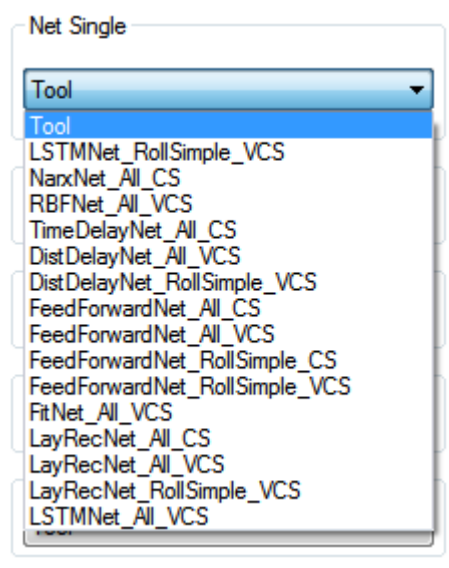 Net Single
Tool
Tool
LSTMNet_RollSimple_VCS
NarxNet_All_CS
RBFNet_All_VCS
TimeDelayNet_All_CS
DistDelayNet_All_VCS
DistDelayNet_RollSimple_VCS
FeedForwardNet_All_CS
FeedForwardNet_All_VCS
FeedForwardNet_RollSimple_CS
FeedForwardNet_RollSimple_VCS
FitNet_All_VCS
LayRecNet_All_CS
LayRecNet_All_VCS
LayRecNet_RollSimple_VCS
LSTMNet_All_VCS